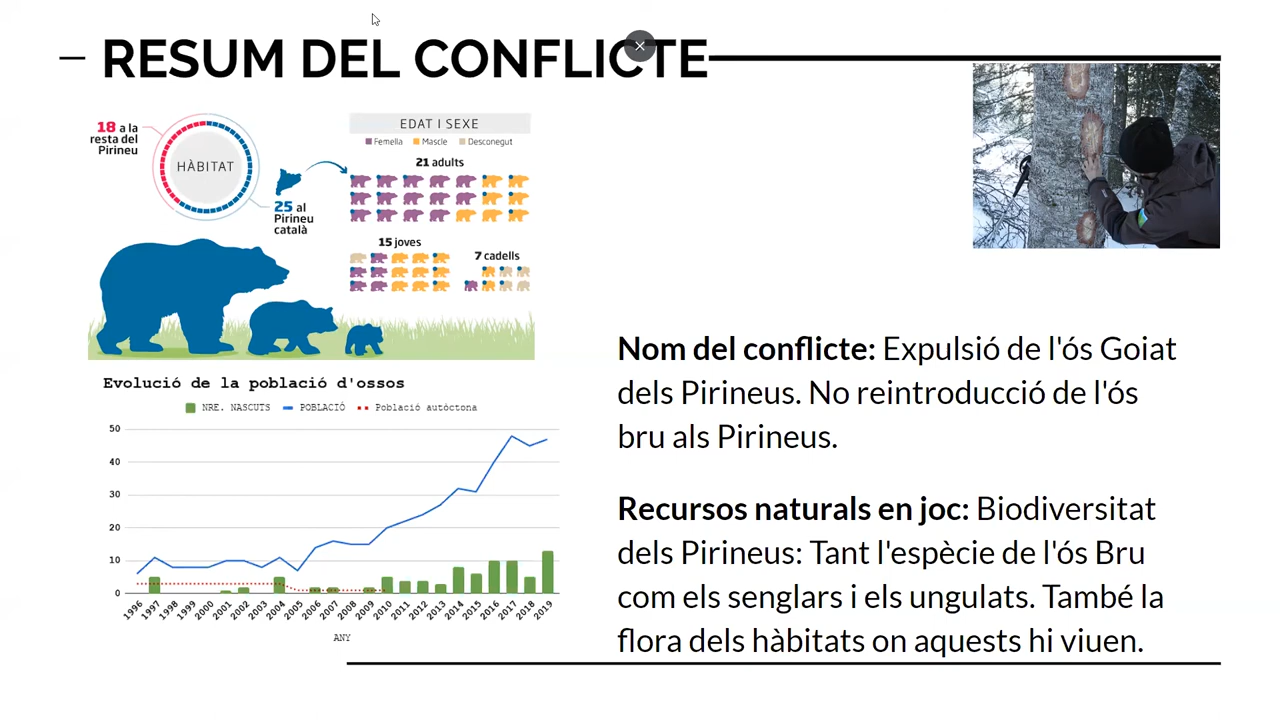 RESUM DEL CONFLICTE
18 a la
resta del
Pirineu
HÀBITAT
25 al
Pirineu
català
EDAT I SEXE
Femella Mascle Desconegut
21 adults
15 joves
7 cadells
Evolució de la població d'ossos
NRE. NASCUTS POBLACIÓ Població autòctona
50
40
30
20
10
0
1996 1997 1998 1999 2000 2001 2002 2003 2004 2005 2006 2007 2008 2009 2010 2011 2012 2013 2014 2015 2016 2017 2018 2019
ANY
Nom del conflicte: Expulsió de l'ós Goiat
dels Pirineus. No reintroducció de l'ós
bru als Pirineus.
Recursos naturals en joc: Biodiversitat
dels Pirineus: Tant l'espècie de l'ós Bru
com els senglars i els ungulats. També la
flora dels hàbitats on aquests hi viuen.